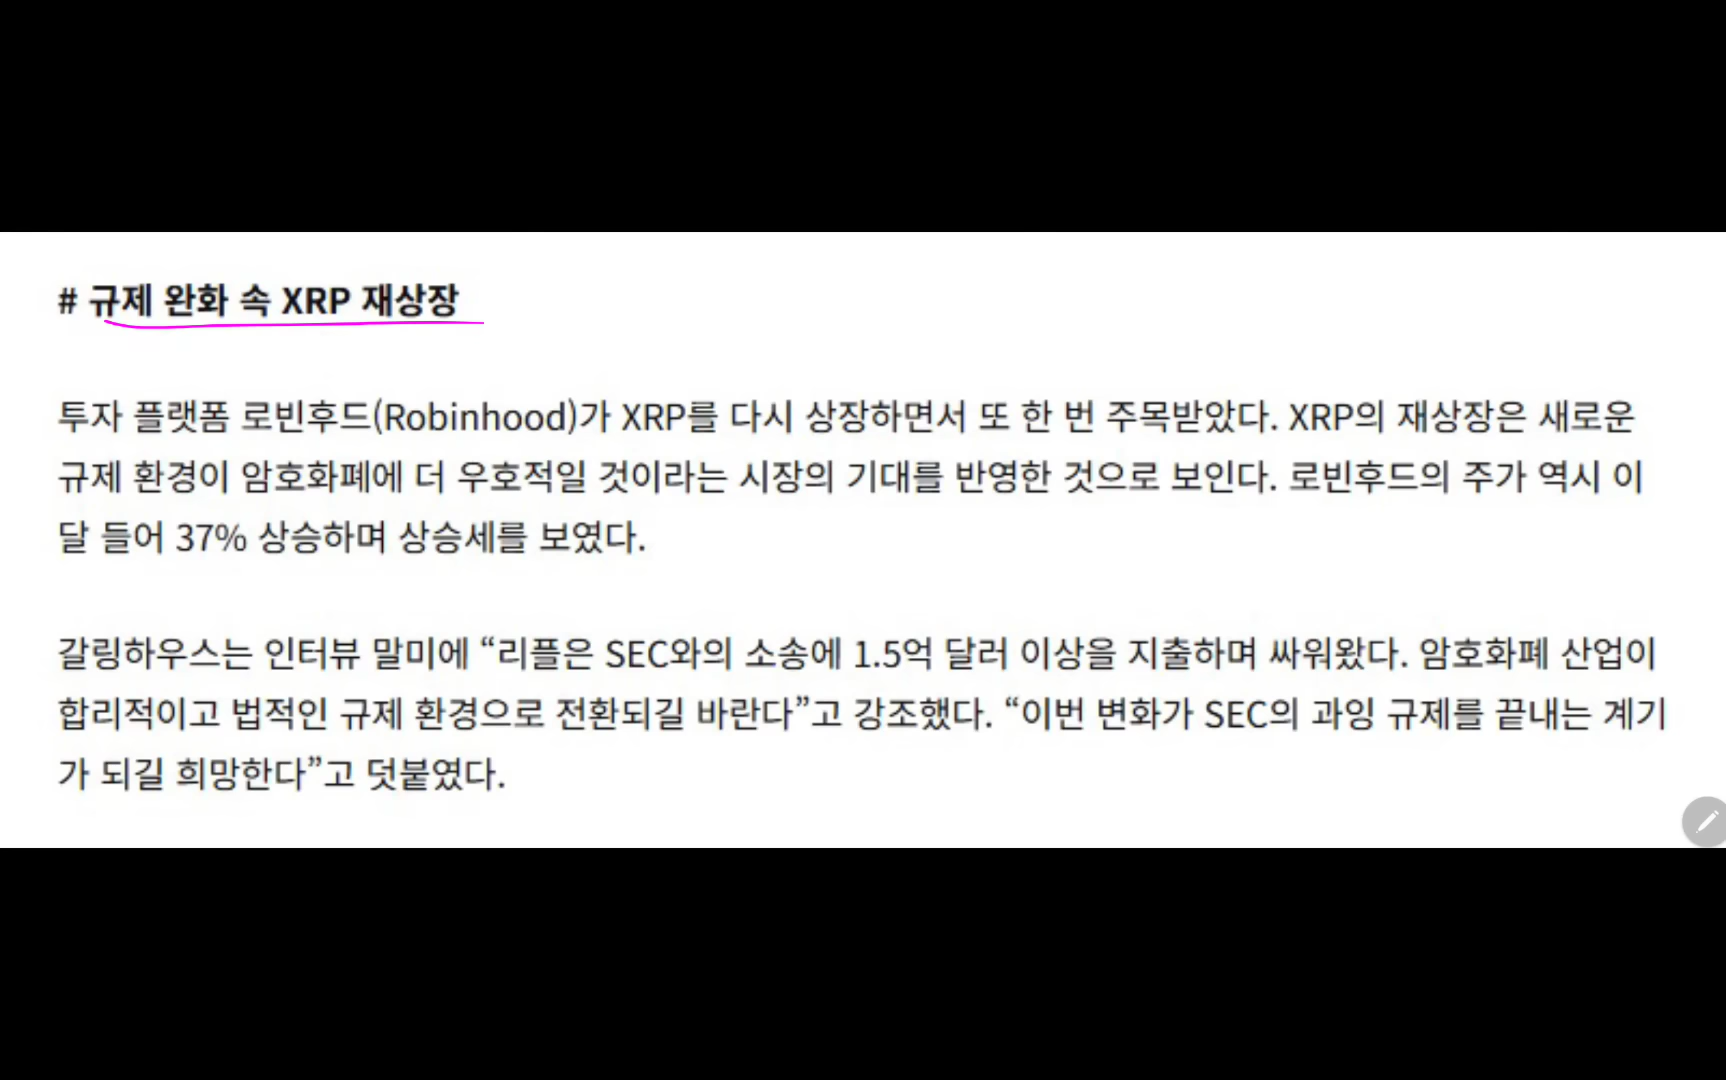 # 규제 완화 속 XRP 재상장
투자 플랫폼 로빈후드(Robinhood)가 XRP를 다시 상장하면서 또 한 번 주목받았다. XRP의 재상장은 새로운
규제 환경이 암호화폐에 더 우호적일 것이라는 시장의 기대를 반영한 것으로 보인다. 로빈후드의 주가 역시 이
달 들어 37% 상승하며 상승세를 보였다.
갈링하우스는 인터뷰 말미에 “리플은 SEC와의 소송에 1.5억 달러 이상을 지출하며 싸워왔다. 암호화폐 산업이
합리적이고 법적인 규제 환경으로 전환되길 바란다”고 강조했다. “이번 변화가 SEC의 과잉 규제를 끝내는 계기
가 되길 희망한다”고 덧붙였다.